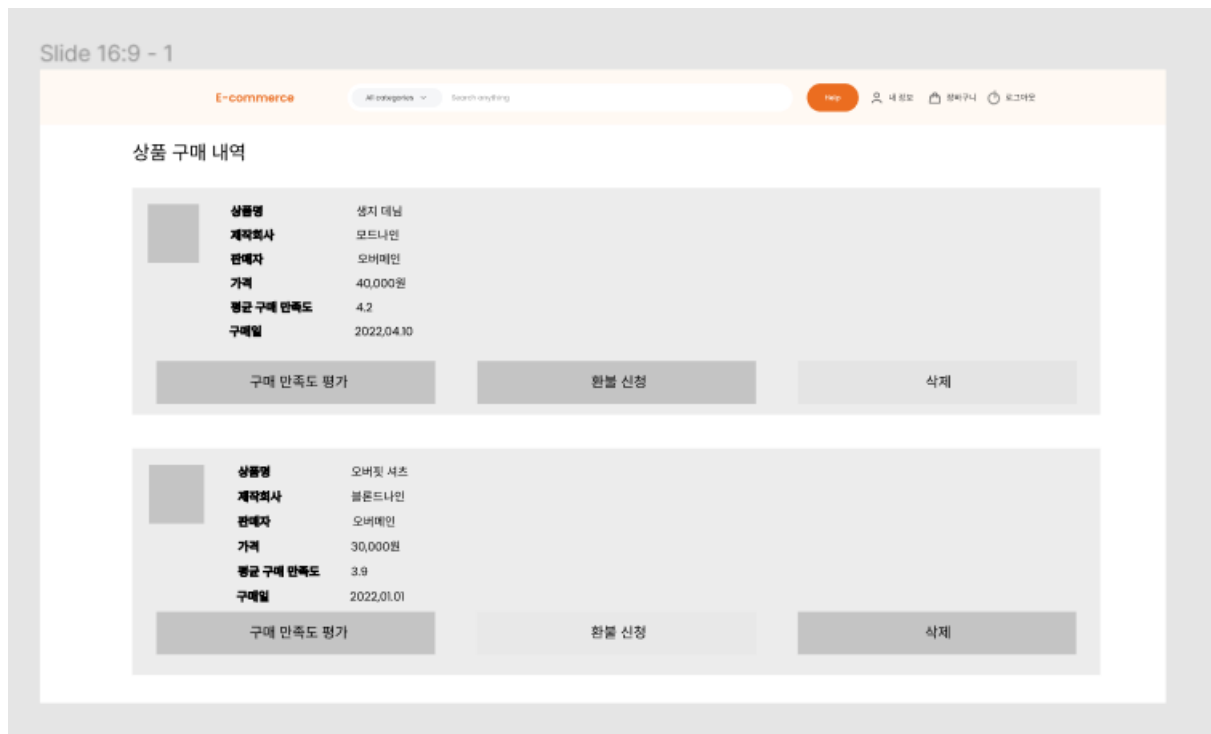 Slide 16:9 - 1
E-commerce All categories Search anything Help 내 정보 장바구니 로그아웃
상품 구매 내역
상품명 생지 데님
제작회사 모드나인
판매자 오버메인
가격 40,000원
평균 구매 만족도 4.2
구매일 2022,04.10
구매 만족도 평가 환불 신청 삭제
상품명 오버핏 셔츠
제작회사 블론드나인
판매자 오버메인
가격 30,000원
평균 구매 만족도 3.9
구매일 2022,01.01
구매 만족도 평가 환불 신청 삭제